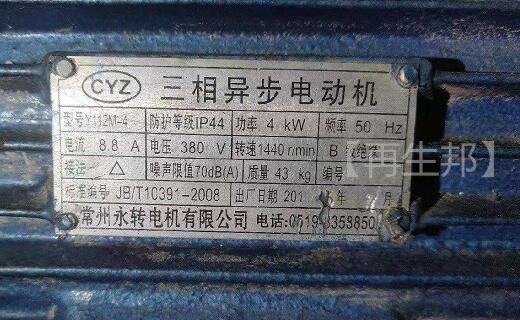 CYZ 三相异步电动机
型号Y112M-4 防护等级IP44 功率 4 kW 频率 50 Hz
电流 8.8 A 电压 380 V 转速1440 r/min B 级绝缘
接法 △ 噪声限值70dB(A) 质量 43 kg 编号
标准编号 JB/T10391-2008 出厂日期 201 年 月
常州永转电机有限公司 电话:0519
【再生邦】